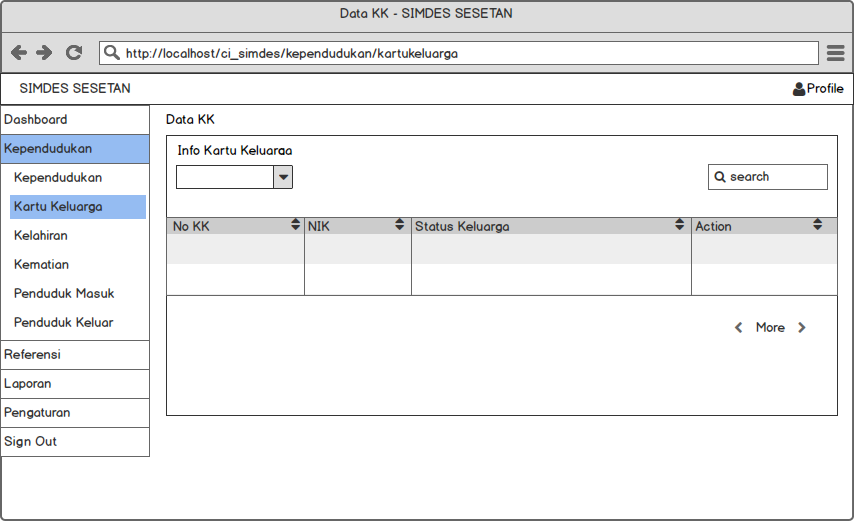 Data KK - SIMDES SESETAN
http://localhost/ci_simdes/kependudukan/kartukeluarga
SIMDES SESETAN
Profile
Dashboard
Kependudukan
Kependudukan
Kartu Keluarga
Kelahiran
Kematian
Penduduk Masuk
Penduduk Keluar
Referensi
Laporan
Pengaturan
Sign Out
Data KK
Info Kartu Keluarga
search
No KK NIK Status Keluarga Action
More